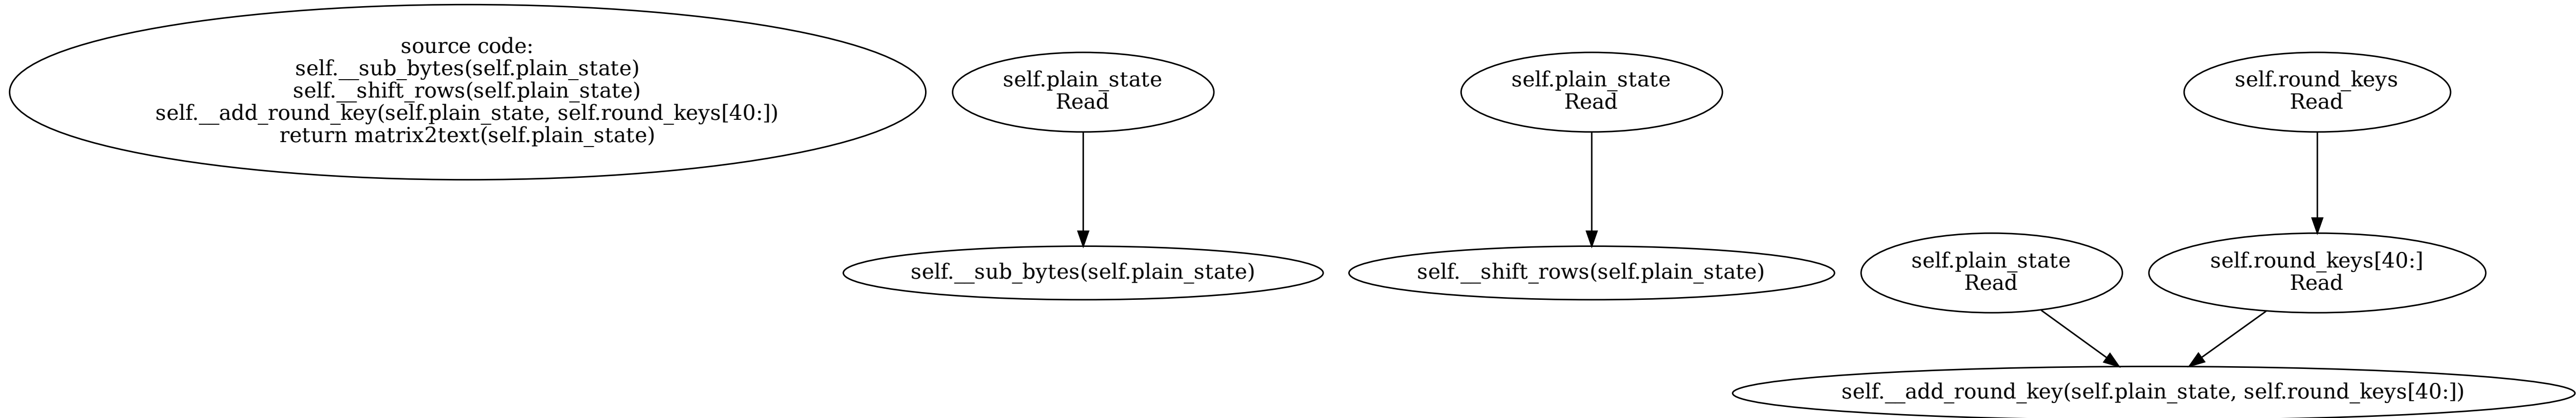 source code:
self.__sub_bytes(self.plain_state)
self.__shift_rows(self.plain_state)
self.__add_round_key(self.plain_state, self.round_keys[40:])
return matrix2text(self.plain_state)
self.plain_state
Read
self.plain_state
Read
self.round_keys
Read
self.__sub_bytes(self.plain_state)
self.__shift_rows(self.plain_state)
self.plain_state
Read
self.round_keys[40:]
Read
self.__add_round_key(self.plain_state, self.round_keys[40:])